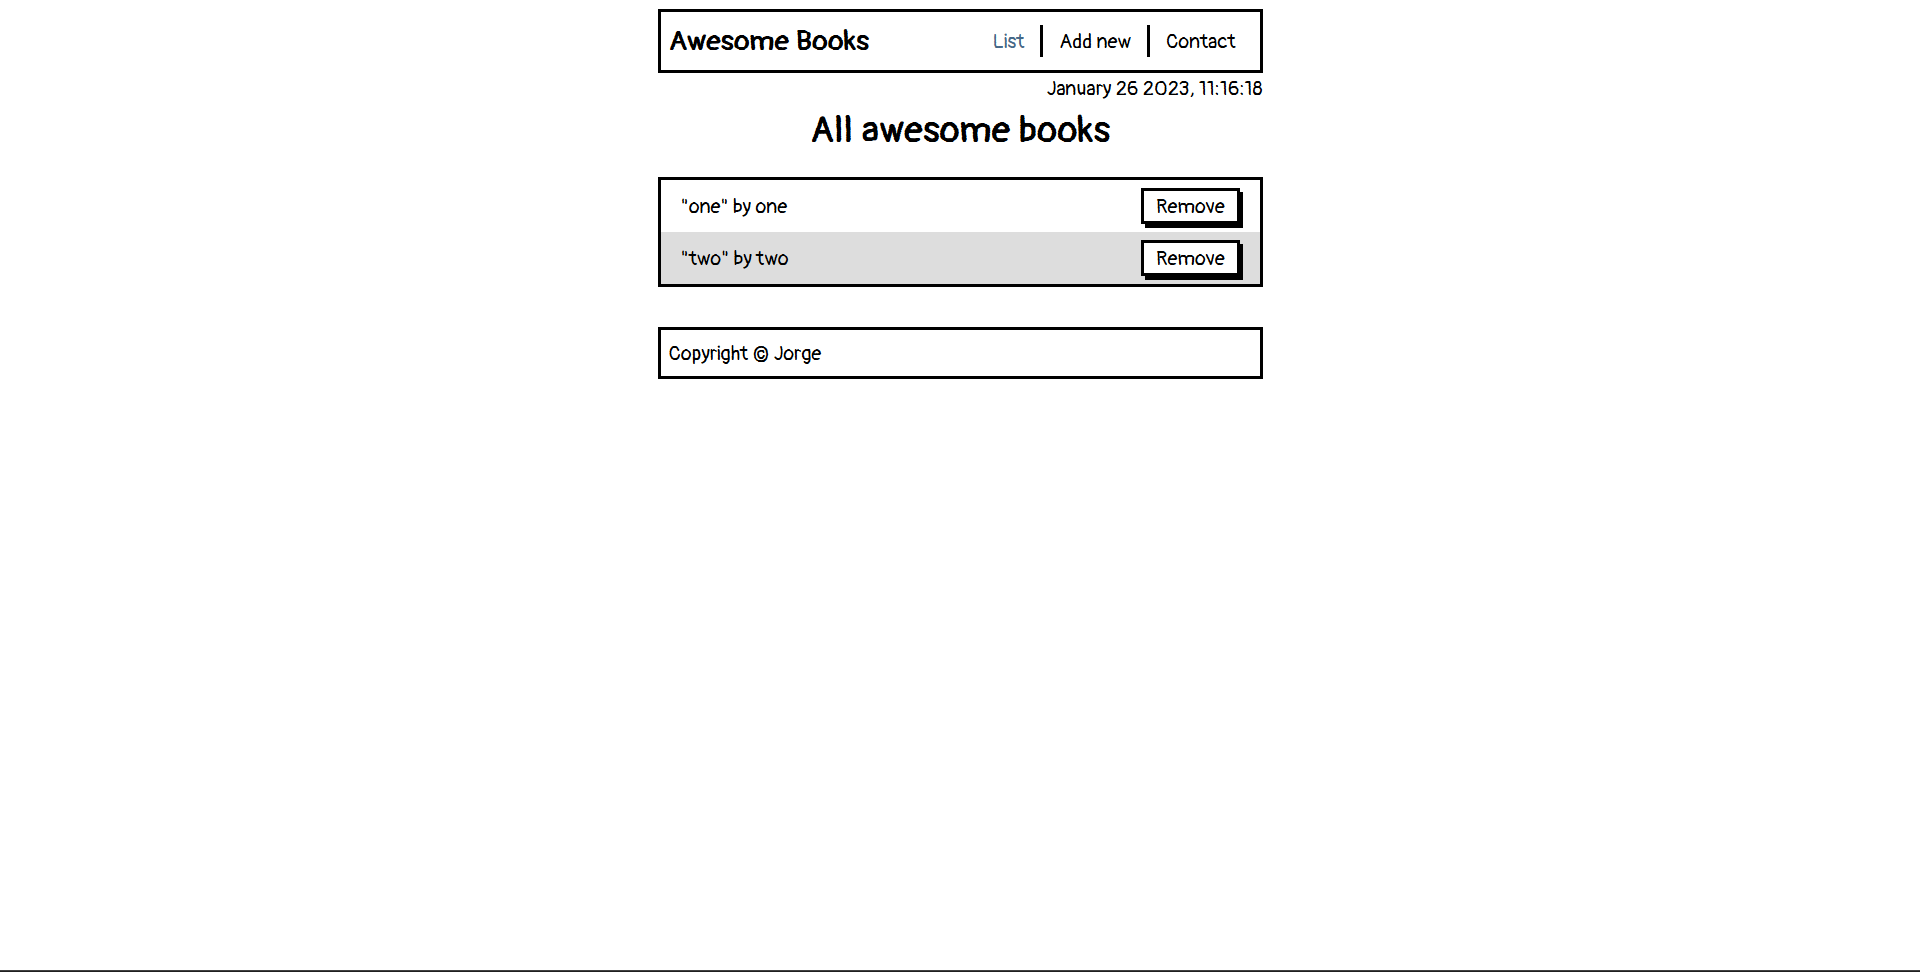 Awesome Books List Add new Contact
January 26 2023, 11:16:18
All awesome books
"one" by one Remove
"two" by two Remove
Copyright © Jorge